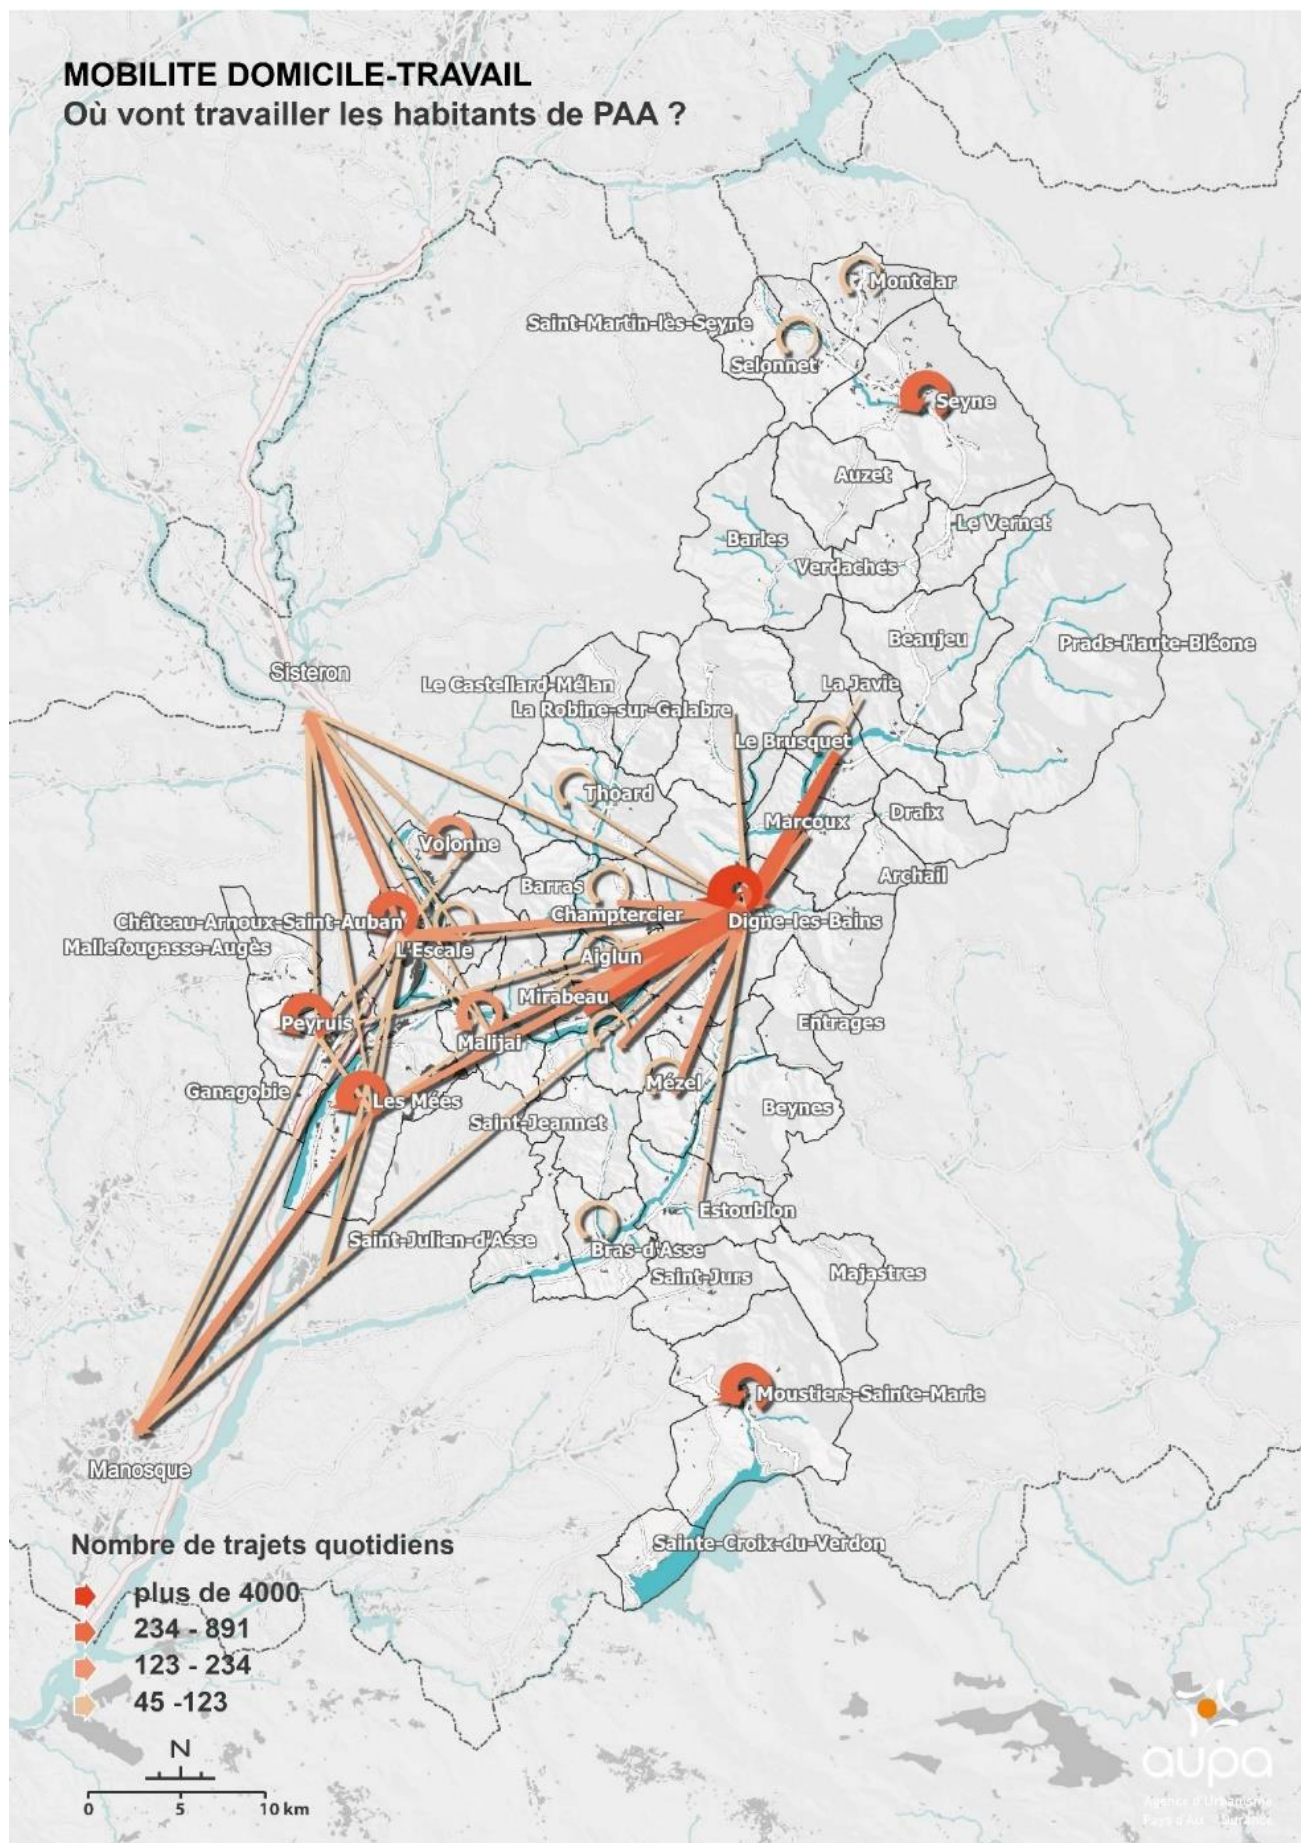 MOBILITE DOMICILE-TRAVAIL
Où vont travailler les habitants de PAA ?
Montclar
Saint-Martin-lès-Seyne
Selonnet
Seyne
Auzet
Le Vernet
Barles
Verdaches
Beaujeu
Prads-Haute-Bléone
Sisteron
Le Castellard-Mélan
La Javie
La Robine-sur-Galabre
Le Brusquet
Thoard
Marcoux
Draix
Volonne
Barras
Archail
Champtercier
Château-Arnoux-Saint-Auban
Digne-les-Bains
Mallefougasse-Augès
L'Escale
Aiglun
Mirabeau
Peyruis
Entrages
Malijai
Mézel
Ganagobie
Les Mées
Beynes
Saint-Jeannet
Estoublon
Saint-Julien-d'Asse
Bras-d'Asse
Saint-Jurs
Majastres
Moustiers-Sainte-Marie
Manosque
Sainte-Croix-du-Verdon
Nombre de trajets quotidiens
plus de 4000
234 - 891
123 - 234
45 -123
N
0 5 10 km
aupa
Agence d'Urbanisme
Pays d'Aix - Durance